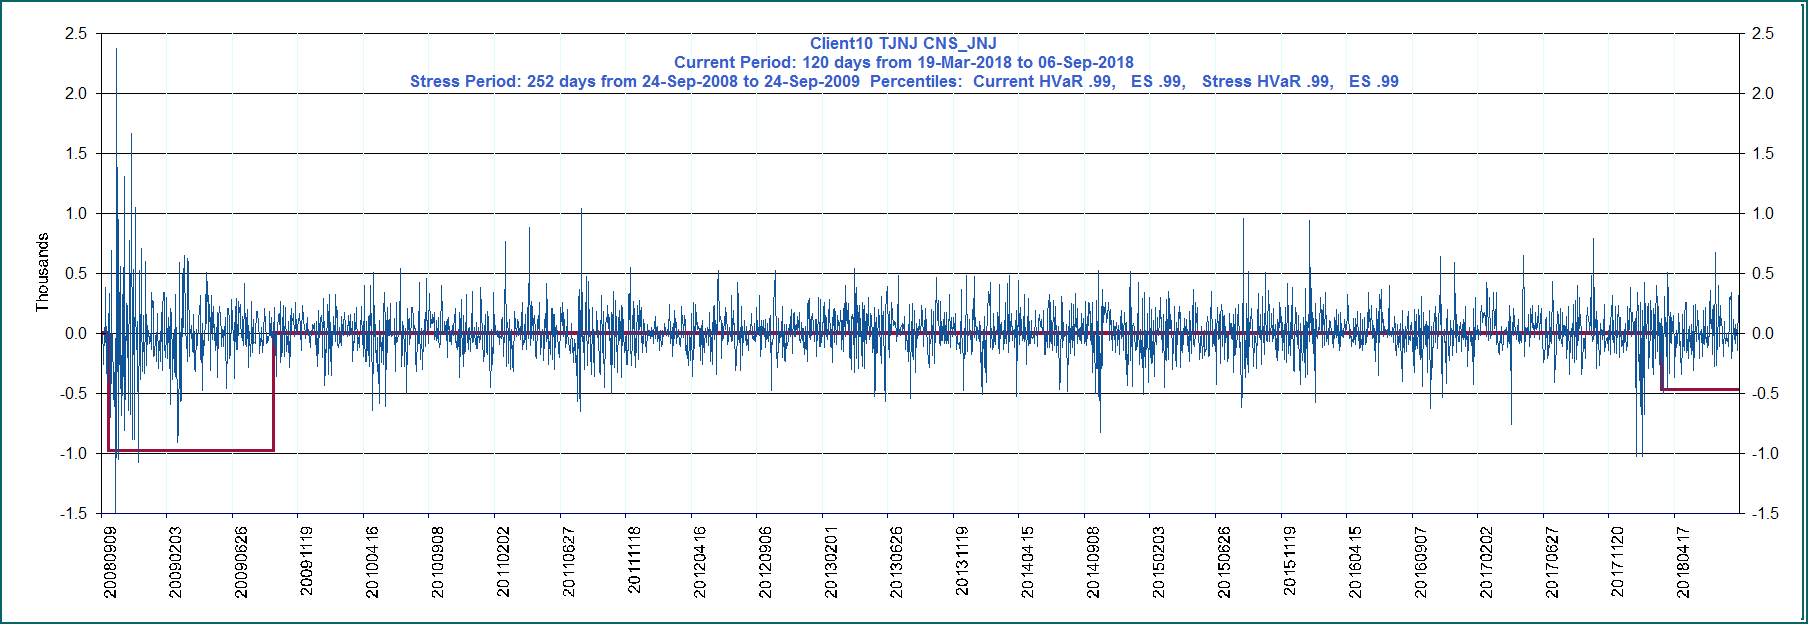 Client10 TJNJ CNS_JNJ
Current Period: 120 days from 19-Mar-2018 to 06-Sep-2018
Stress Period: 252 days from 24-Sep-2008 to 24-Sep-2009  Percentiles:  Current HVaR .99,   ES .99,   Stress HVaR .99,   ES .99
2.5 2.5
2.0 2.0
1.5 1.5
1.0 1.0
0.5 0.5
0.0 0.0
-0.5 -0.5
-1.0 -1.0
-1.5 -1.5
Thousands
20080909 20090203 20090626 20091119 20100416 20100908 20110202 20110627 20111118 20120416 20120906 20130201 20130626 20131119 20140415 20140908 20150203 20150626 20151119 20160415 20160907 20170202 20170627 20171120 20180417